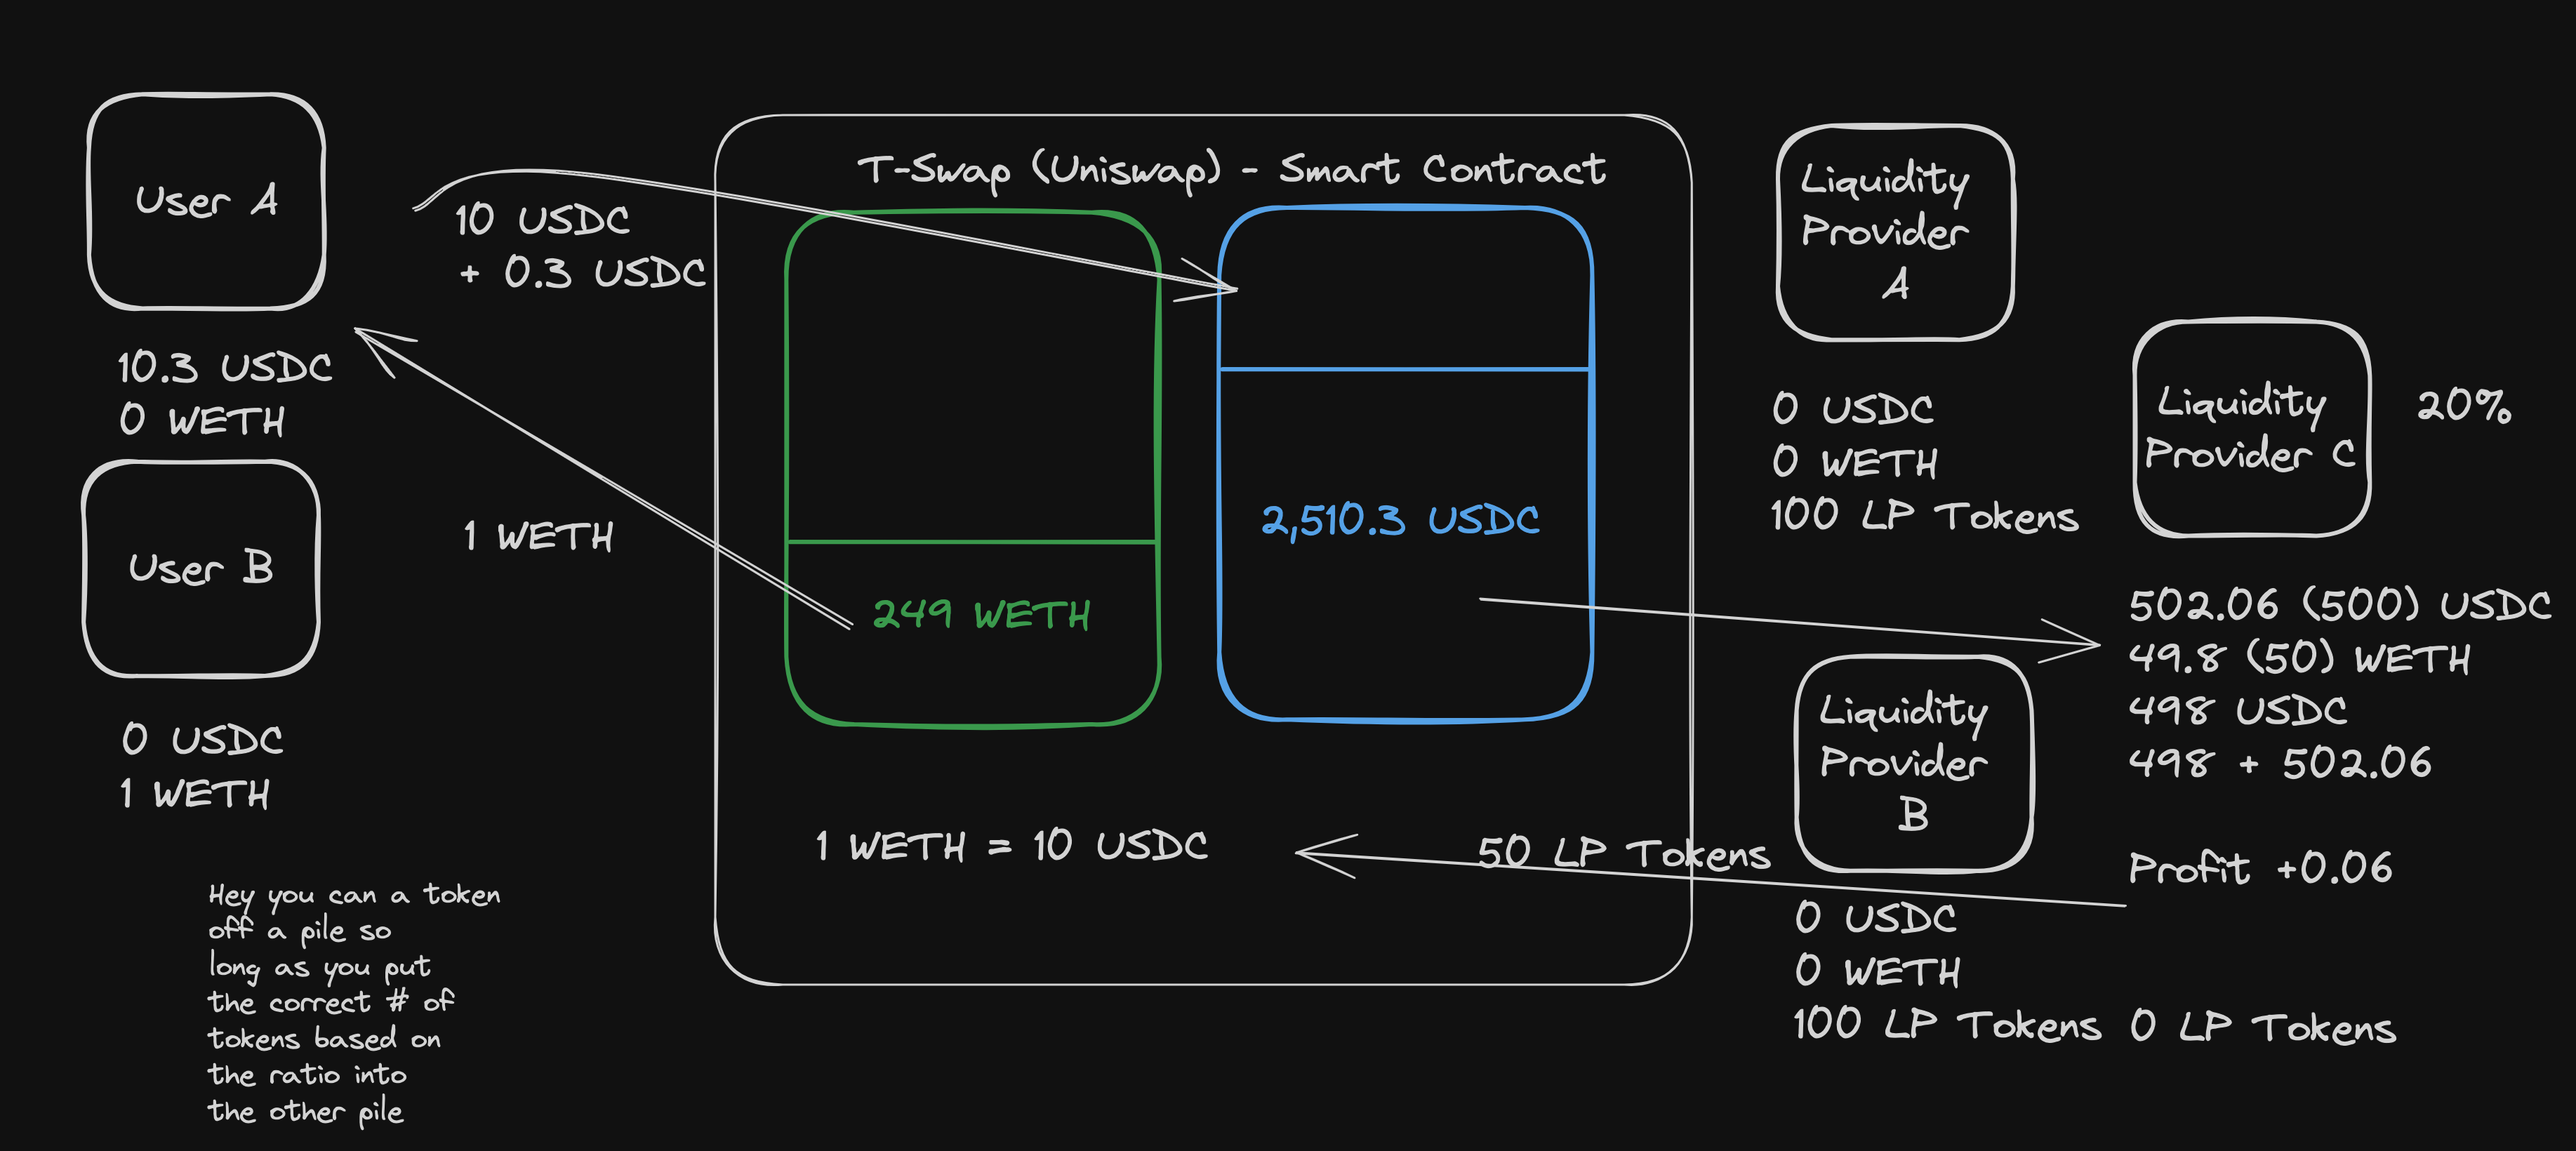 User A
10.3 USDC
0 WETH
User B
0 USDC
1 WETH
Hey you can a token
off a pile so
long as you put
the correct # of
tokens based on
the ratio into
the other pile
10 USDC
+ 0.3 USDC
1 WETH
T-Swap (Uniswap) - Smart Contract
249 WETH
2,510.3 USDC
1 WETH = 10 USDC
50 LP Tokens
Liquidity
Provider
A
0 USDC
0 WETH
100 LP Tokens
Liquidity
Provider
B
0 USDC
0 WETH
100 LP Tokens
Liquidity
Provider C
20%
502.06 (500) USDC
49.8 (50) WETH
498 USDC
498 + 502.06
Profit +0.06
0 LP Tokens